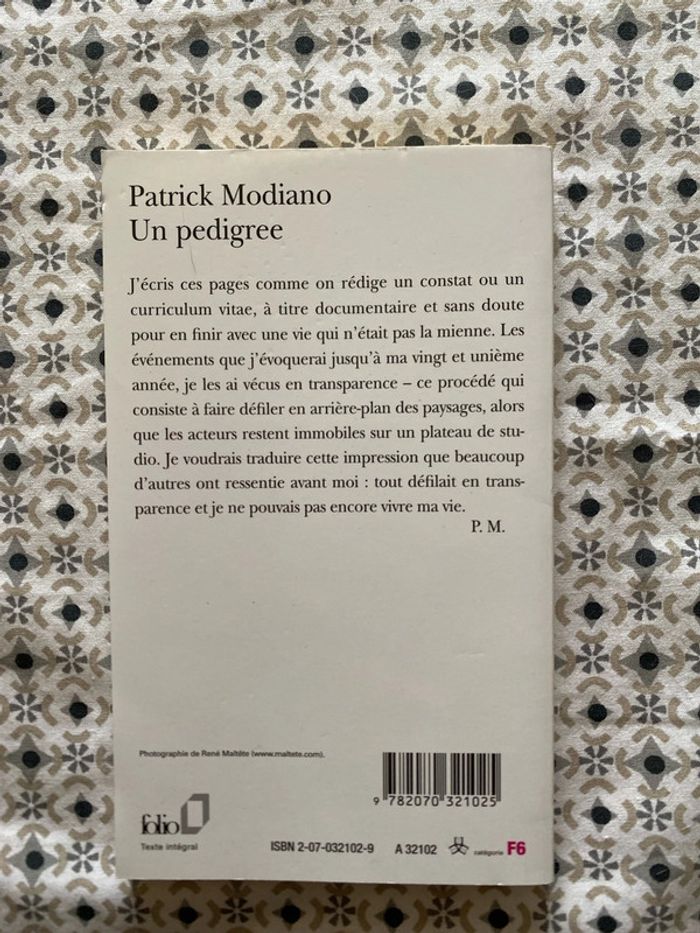 Patrick Modiano
Un pedigree
J'écris ces pages comme on rédige un constat ou un
curriculum vitae, à titre documentaire et sans doute
pour en finir avec une vie qui n'était pas la mienne. Les
événements que j'évoquerai jusqu'à ma vingt et unième
année, je les ai vécus en transparence – ce procédé qui
consiste à faire défiler en arrière-plan des paysages, alors
que les acteurs restent immobiles sur un plateau de stu-
dio. Je voudrais traduire cette impression que beaucoup
d'autres ont ressentie avant moi : tout défilait en trans-
parence et je ne pouvais pas encore vivre ma vie.
P. M.
Photographie de René Maltête (www.maltete.com).
9 782070 321025
folio
Texte intégral
ISBN 2-07-032102-9 A 32102 catégorie F6